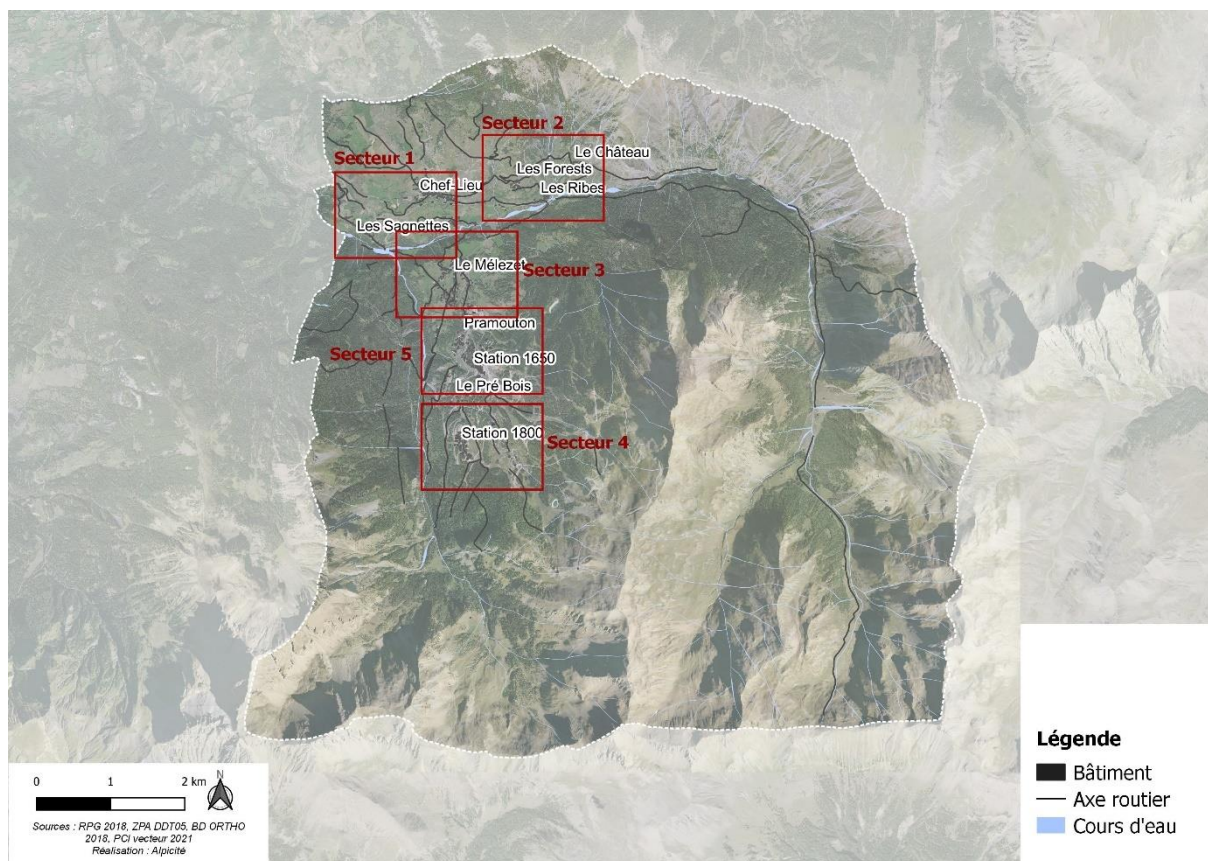 Secteur 2
Le Château
Secteur 1
Les Forests
Chef-Lieu
Les Ribes
Les Sagnettes
Le Mélezet
Secteur 3
Pramouton
Secteur 5
Station 1650
Le Pré Bois
Station 1800
Secteur 4
Légende
Bâtiment
Axe routier
Cours d'eau
0 1 2 km
N
Sources : RPG 2018, ZPA DDT05, BD ORTHO
2018, PCI vecteur 2021
Réalisation : Alpicité